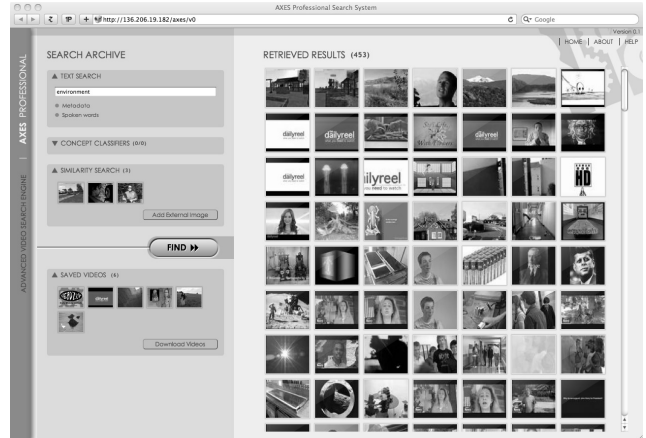 AXES Professional Search System
http://136.206.19.182/axes/v0
Google
Version 0.1
HOME | ABOUT | HELP
AXES PROFESSIONAL
ADVANCED VIDEO SEARCH ENGINE
SEARCH ARCHIVE
TEXT SEARCH
environment
Metadata
Spoken words
CONCEPT CLASSIFIERS (0/0)
SIMILARITY SEARCH (3)
Add External Image
FIND
SAVED VIDEOS (6)
Download Videos
RETRIEVED RESULTS (453)
dailyreel
dailyreel
dailyreel
dailyreel
ilyreel
HD